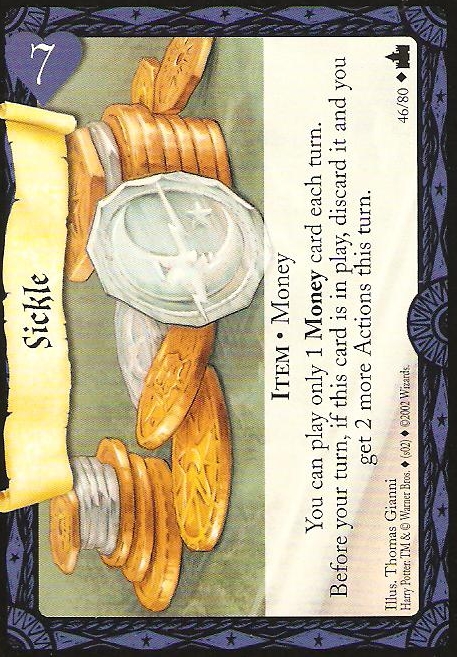 7
Sickle
ITEM • Money
You can play only 1 Money card each turn.
Before your turn, if this card is in play, discard it and you
get 2 more Actions this turn.
Illus. Thomas Gianni
Harry Potter, TM & © Warner Bros. ◆ (s02) ◆ ©2002 Wizards.
46/80 ◆